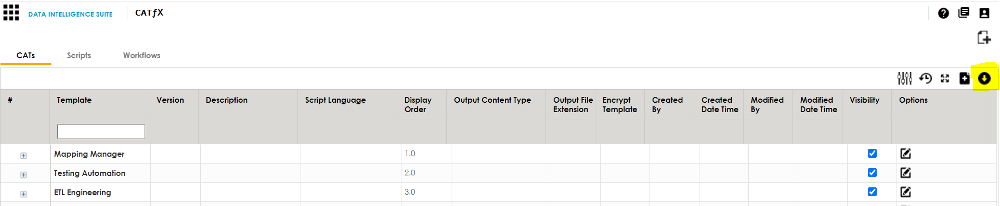 DATA INTELLIGENCE SUITE CATƒX
CATs Scripts Workflows
# Template Version Description Script Language Display Order Output Content Type Output File Extension Encrypt Template Created By Created Date Time Modified By Modified Date Time Visibility Options
Mapping Manager 1.0
Testing Automation 2.0
ETL Engineering 3.0